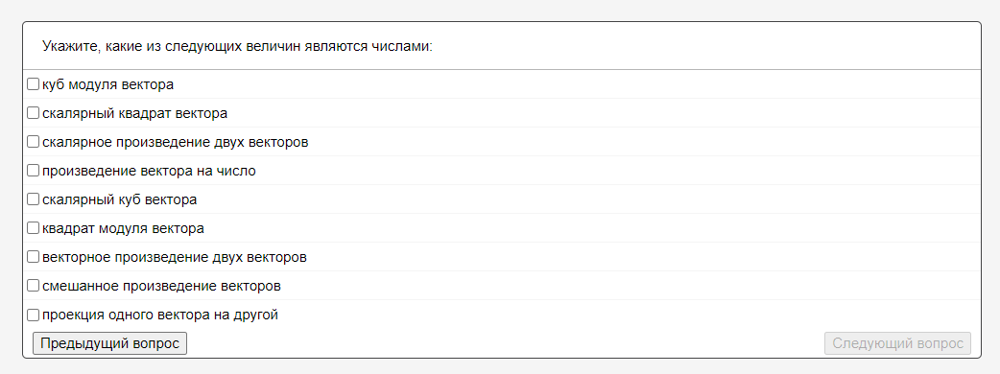 Укажите, какие из следующих величин являются числами:
куб модуля вектора
скалярный квадрат вектора
скалярное произведение двух векторов
произведение вектора на число
скалярный куб вектора
квадрат модуля вектора
векторное произведение двух векторов
смешанное произведение векторов
проекция одного вектора на другой
Предыдущий вопрос
Следующий вопрос